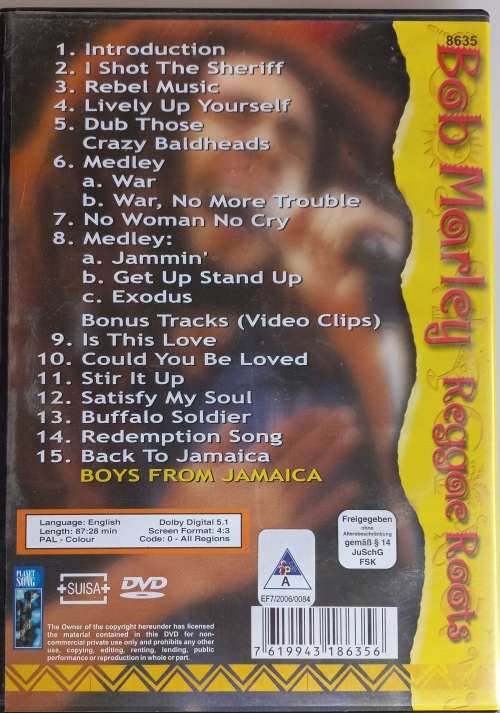 8635
Bob Marley Reggae Roots
1. Introduction
2. I Shot The Sheriff
3. Rebel Music
4. Lively Up Yourself
5. Dub Those
Crazy Baldheads
6. Medley
a. War
b. War, No More Trouble
7. No Woman No Cry
8. Medley:
a. Jammin'
b. Get Up Stand Up
c. Exodus
Bonus Tracks (Video Clips)
9. Is This Love
10. Could You Be Loved
11. Stir It Up
12. Satisfy My Soul
13. Buffalo Soldier
14. Redemption Song
15. Back To Jamaica
BOYS FROM JAMAICA
Language: English
Length: 87:28 min
PAL - Colour
Dolby Digital 5.1
Screen Format: 4:3
Code: 0 - All Regions
Freigegeben
ohne
Altersbeschränkung
gemäß § 14
JuSchG
FSK
A
EF7/2006/0084
PLANET
SONG
+SUISA+
DVD
The Owner of the copyright hereunder has licensed
the material contained in this DVD for non-
commercial private use only and prohibits any other
use, copying, editing, renting, lending, public
performance or reproduction in whole or part.
7 619943 186356